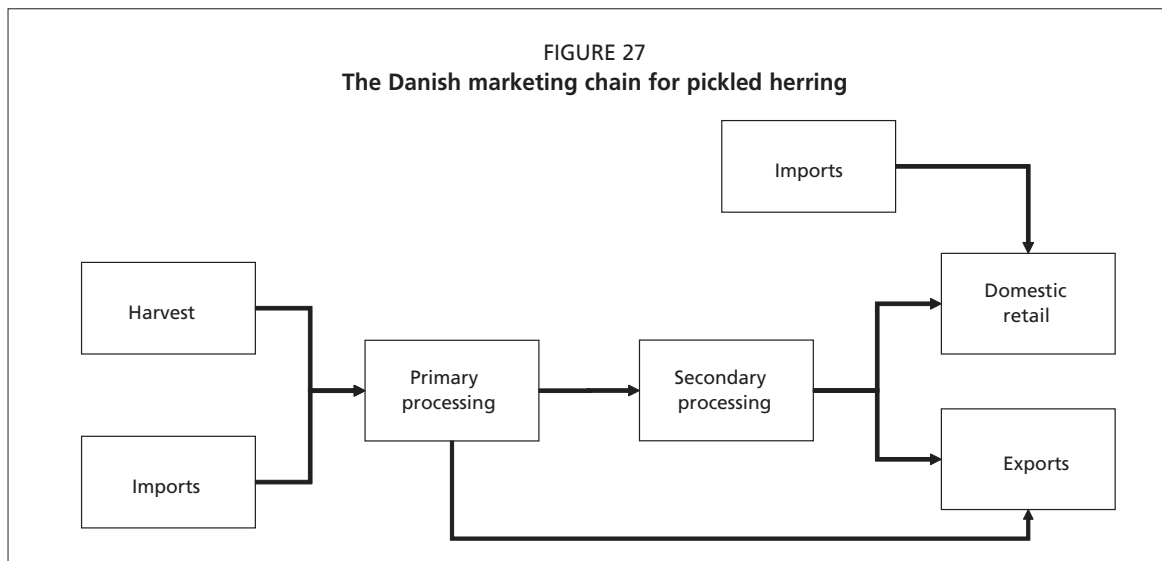 FIGURE 27
The Danish marketing chain for pickled herring
Imports
Harvest
Domestic
retail
Primary
processing
Secondary
processing
Imports
Exports